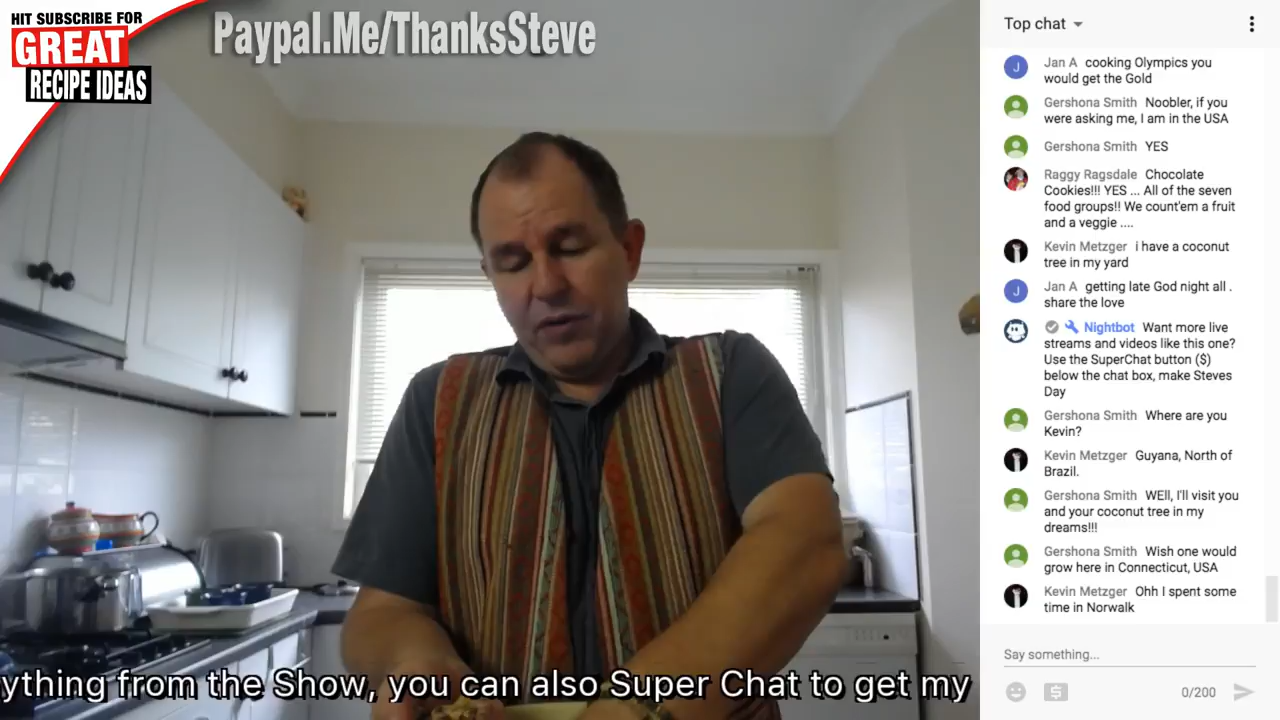 HIT SUBSCRIBE FOR
GREAT
RECIPE IDEAS
Paypal.Me/ThanksSteve
ything from the Show, you can also Super Chat to get my
Top chat
Jan A cooking Olympics you
would get the Gold
Gershona Smith Noobler, if you
were asking me, I am in the USA
Gershona Smith YES
Raggy Ragsdale Chocolate
Cookies!!! YES ... All of the seven
food groups!! We count'em a fruit
and a veggie ....
Kevin Metzger i have a coconut
tree in my yard
Jan A getting late God night all .
share the love
Nightbot Want more live
streams and videos like this one?
Use the SuperChat button ($)
below the chat box, make Steves
Day
Gershona Smith Where are you
Kevin?
Kevin Metzger Guyana, North of
Brazil.
Gershona Smith WEll, I'll visit you
and your coconut tree in my
dreams!!!
Gershona Smith Wish one would
grow here in Connecticut, USA
Kevin Metzger Ohh I spent some
time in Norwalk
Say something...
0/200